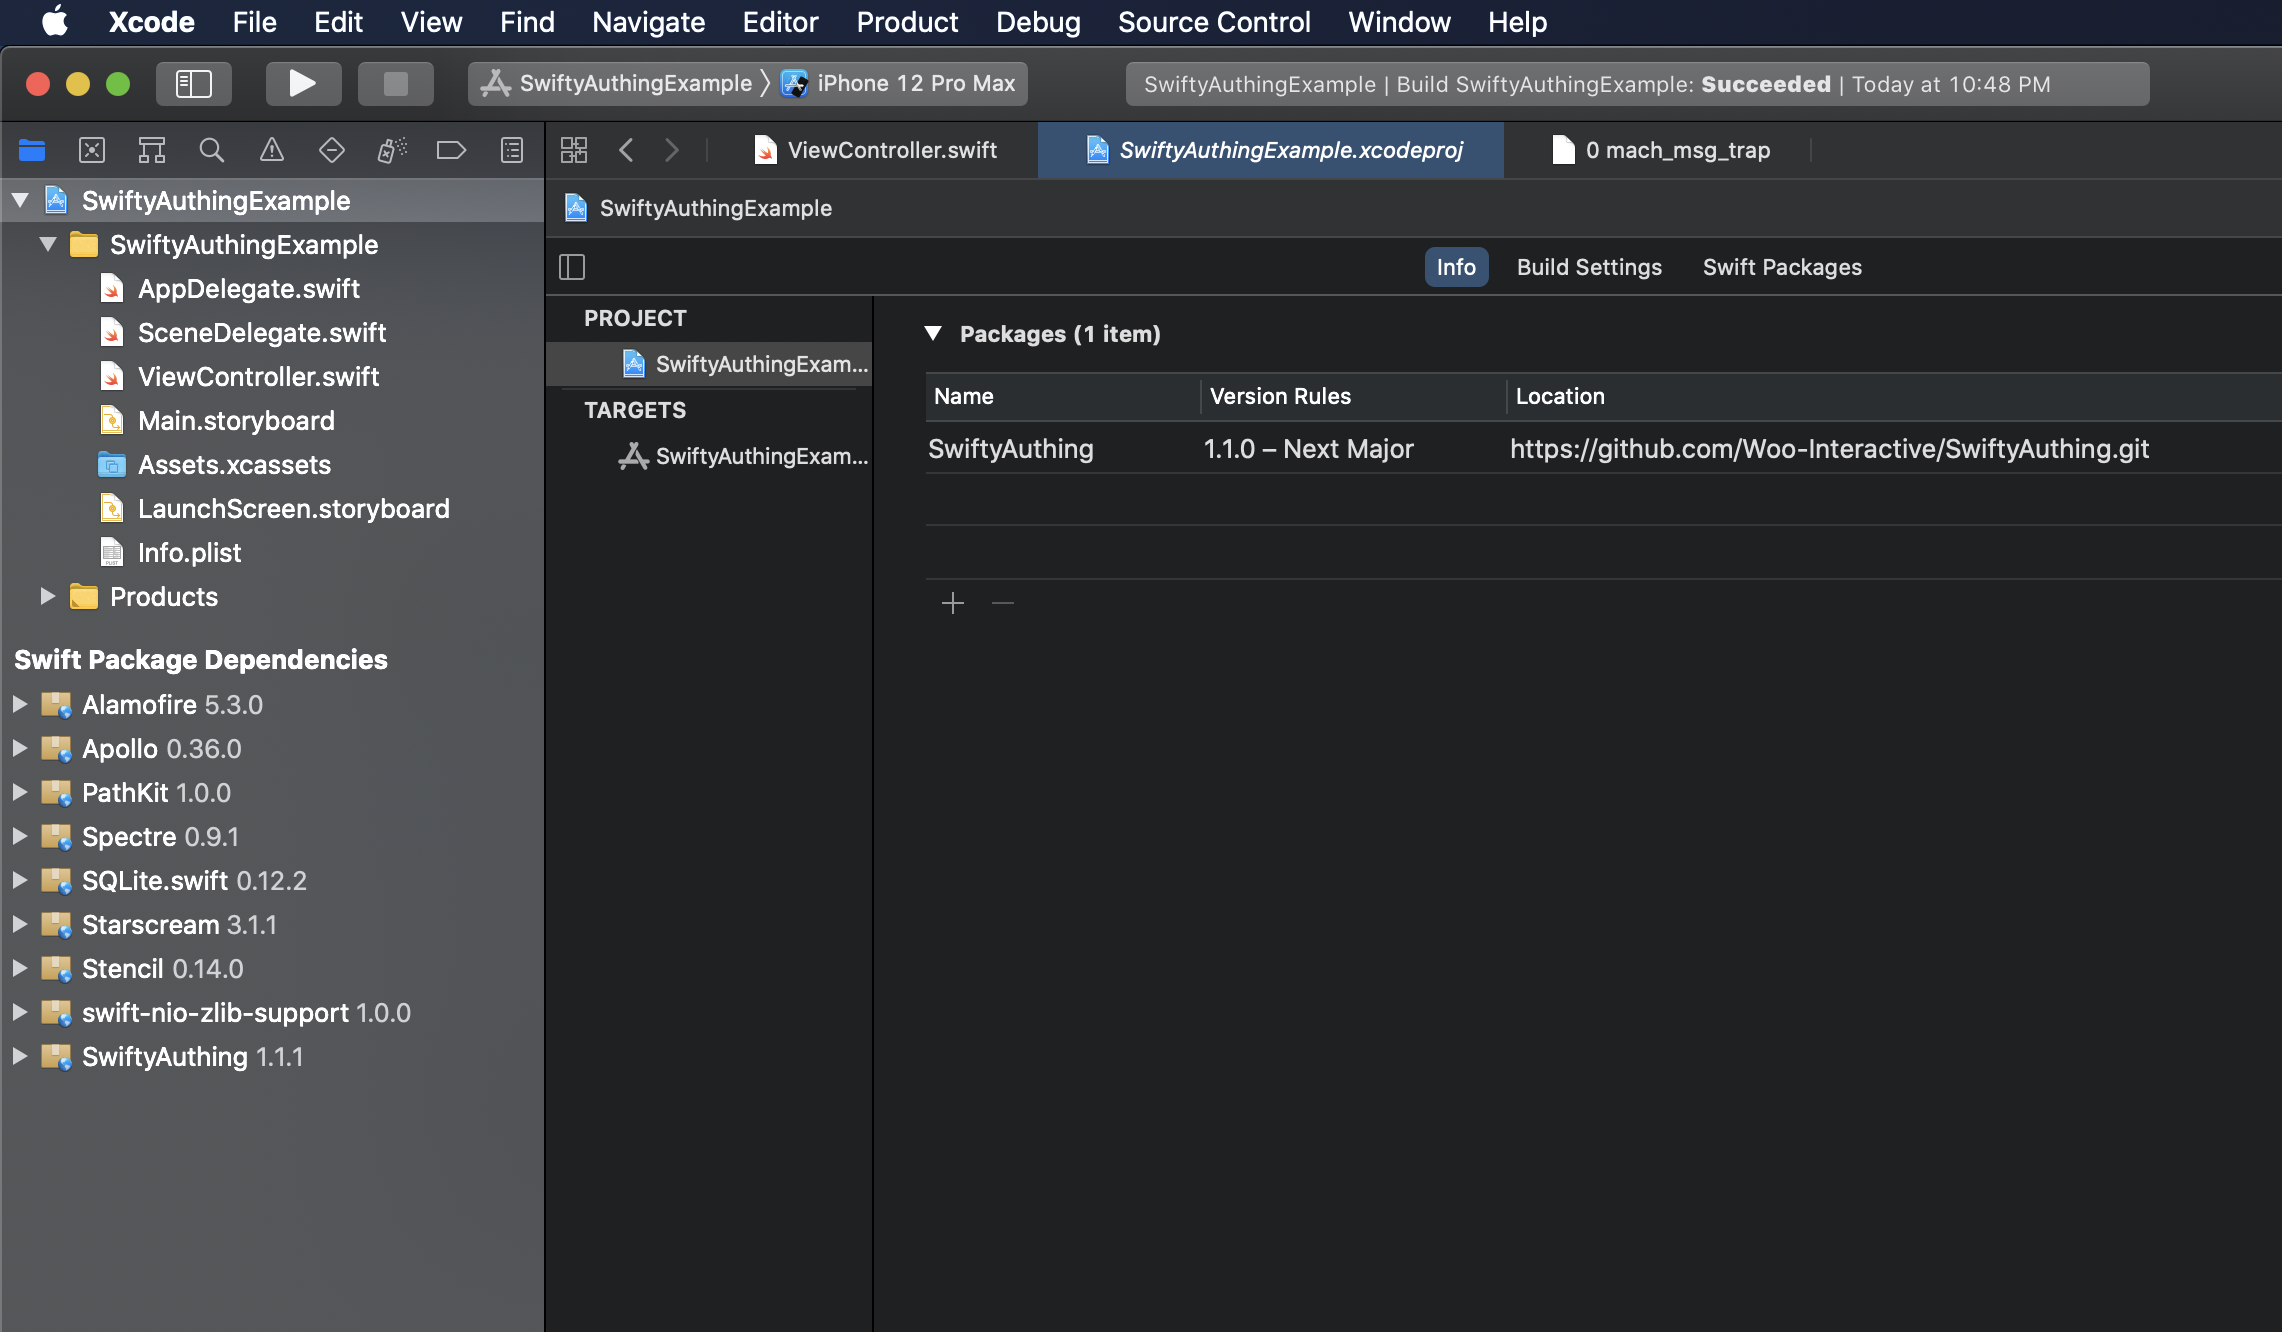 Xcode File Edit View Find Navigate Editor Product Debug Source Control Window Help
SwiftyAuthingExample 〉 iPhone 12 Pro Max
SwiftyAuthingExample | Build SwiftyAuthingExample: Succeeded | Today at 10:48 PM
ViewController.swift
SwiftyAuthingExample.xcodeproj
0 mach_msg_trap
SwiftyAuthingExample
SwiftyAuthingExample
AppDelegate.swift
SceneDelegate.swift
ViewController.swift
Main.storyboard
Assets.xcassets
LaunchScreen.storyboard
Info.plist
Products
Swift Package Dependencies
Alamofire 5.3.0
Apollo 0.36.0
PathKit 1.0.0
Spectre 0.9.1
SQLite.swift 0.12.2
Starscream 3.1.1
Stencil 0.14.0
swift-nio-zlib-support 1.0.0
SwiftyAuthing 1.1.1
SwiftyAuthingExample
Info Build Settings Swift Packages
PROJECT
SwiftyAuthingExam...
TARGETS
SwiftyAuthingExam...
Packages (1 item)
Name Version Rules Location
SwiftyAuthing 1.1.0 – Next Major https://github.com/Woo-Interactive/SwiftyAuthing.git